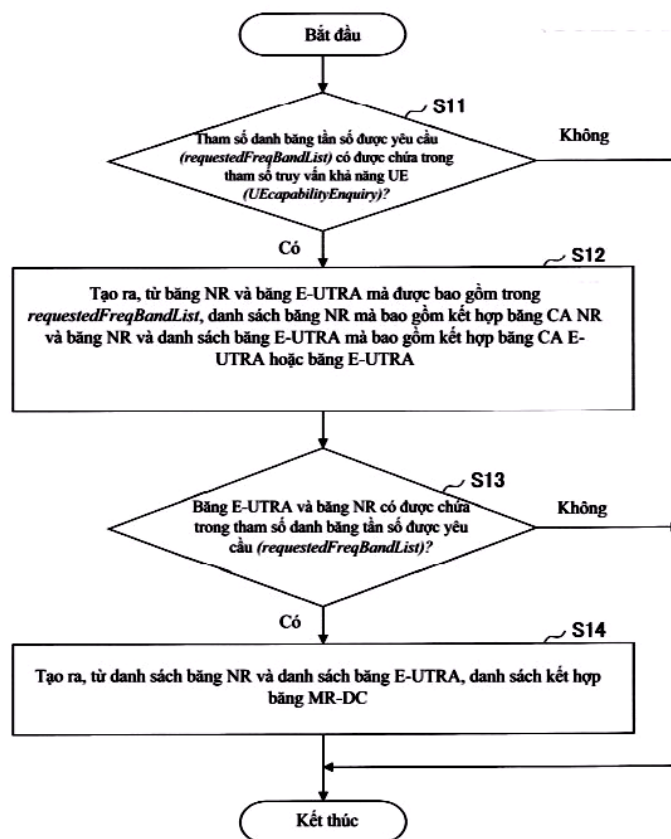 Bắt đầu
S11
Tham số danh băng tần số được yêu cầu
(requestedFreqBandList) có được chứa trong
tham số truy vấn khả năng UE
(UEcapabilityEnquiry)?
Không
Có
S12
Tạo ra, từ băng NR và băng E-UTRA mà được bao gồm trong
requestedFreqBandList, danh sách băng NR mà bao gồm kết hợp băng CA NR
và băng NR và danh sách băng E-UTRA mà bao gồm kết hợp băng CA E-
UTRA hoặc băng E-UTRA
S13
Băng E-UTRA và băng NR có được chứa
trong tham số danh băng tần số được yêu
cầu (requestedFreqBandList)?
Không
Có
S14
Tạo ra, từ danh sách băng NR và danh sách băng E-UTRA, danh sách kết hợp
băng MR-DC
Kết thúc